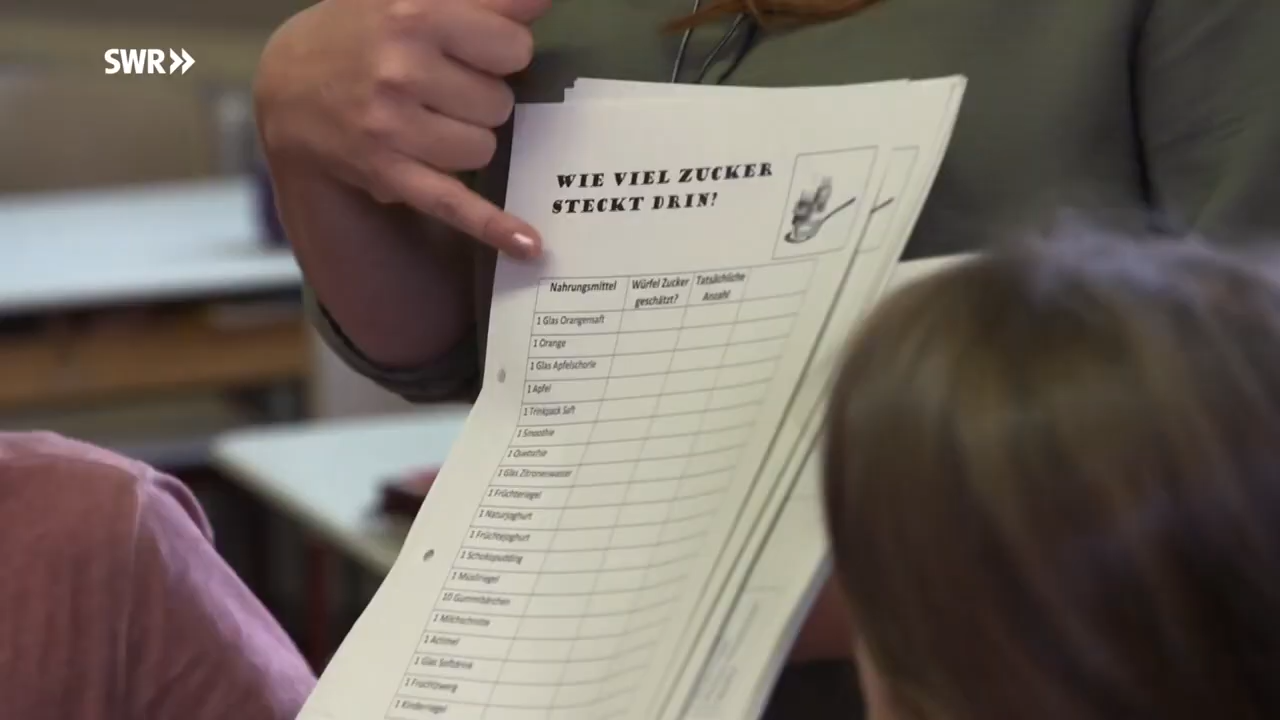 SWR
WIE VIEL ZUCKER
STECKT DRIN?
Nahrungsmittel Würfel Zucker geschätzt? Tatsächliche Anzahl
1 Glas Orangensaft
1 Orange
1 Glas Apfelschorle
1 Apfel
1 Trinkpack Saft
1 Smoothie
1 Quetschie
1 Glas Zitronenwasser
1 Früchteriegel
1 Naturjoghurt
1 Früchtejoghurt
1 Schokopudding
1 Müsliriegel
10 Gummibärchen
1 Milchschnitte
1 Actimel
1 Glas Softdrink
1 Fruchtzwerg
1 Kinderriegel